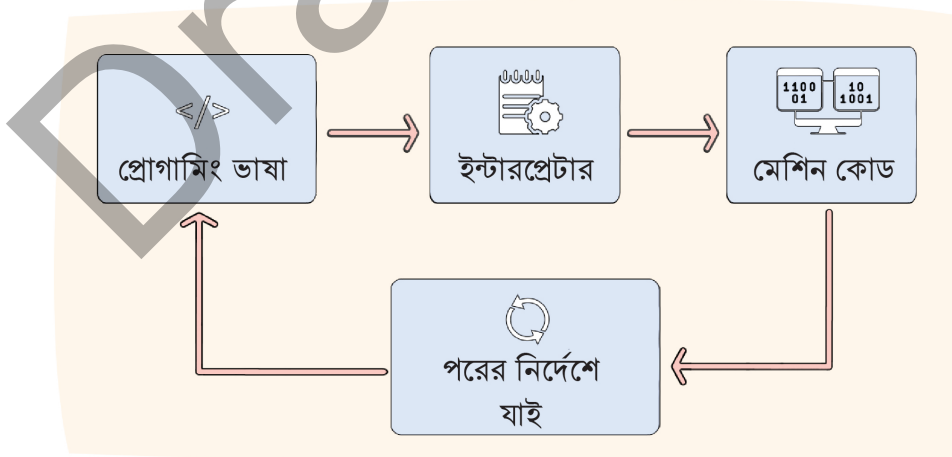 </>
প্রোগামিং ভাষা
ইন্টারপ্রেটার
1100
01
10
1001
মেশিন কোড
পরের নির্দেশে
যাই